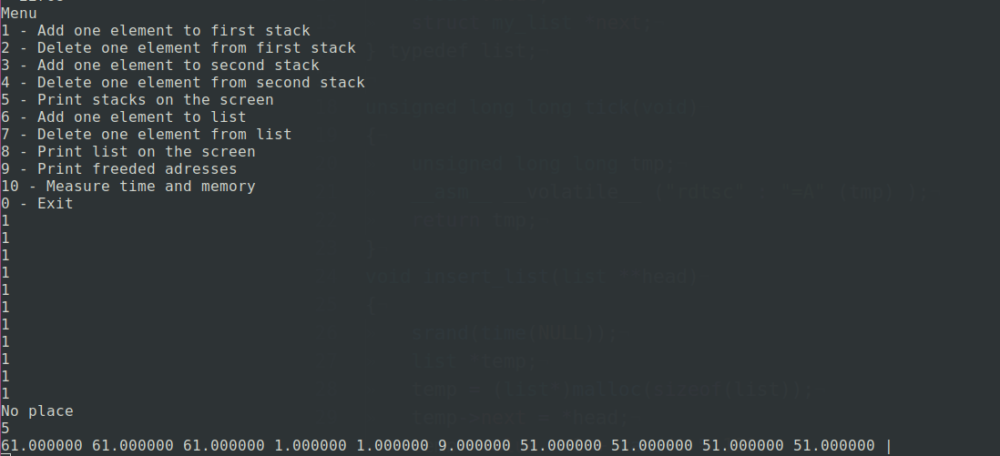 Menu
1 - Add one element to first stack
2 - Delete one element from first stack
3 - Add one element to second stack
4 - Delete one element from second stack
5 - Print stacks on the screen
6 - Add one element to list
7 - Delete one element from list
8 - Print list on the screen
9 - Print freeded adresses
10 - Measure time and memory
0 - Exit
1
1
1
1
1
1
1
1
1
1
1
No place
5
61.000000 61.000000 61.000000 1.000000 1.000000 9.000000 51.000000 51.000000 51.000000 51.000000 |
struct my_list *next;
} typedef list;
unsigned long long tick(void)
{
unsigned long long tmp;
__asm__ __volatile__ ("rdtsc" : "=A" (tmp) );
return tmp;
}
void insert_list(list **head)
{
srand(time(NULL));
list *temp;
temp = (list*)malloc(sizeof(list));
temp->next = *head;